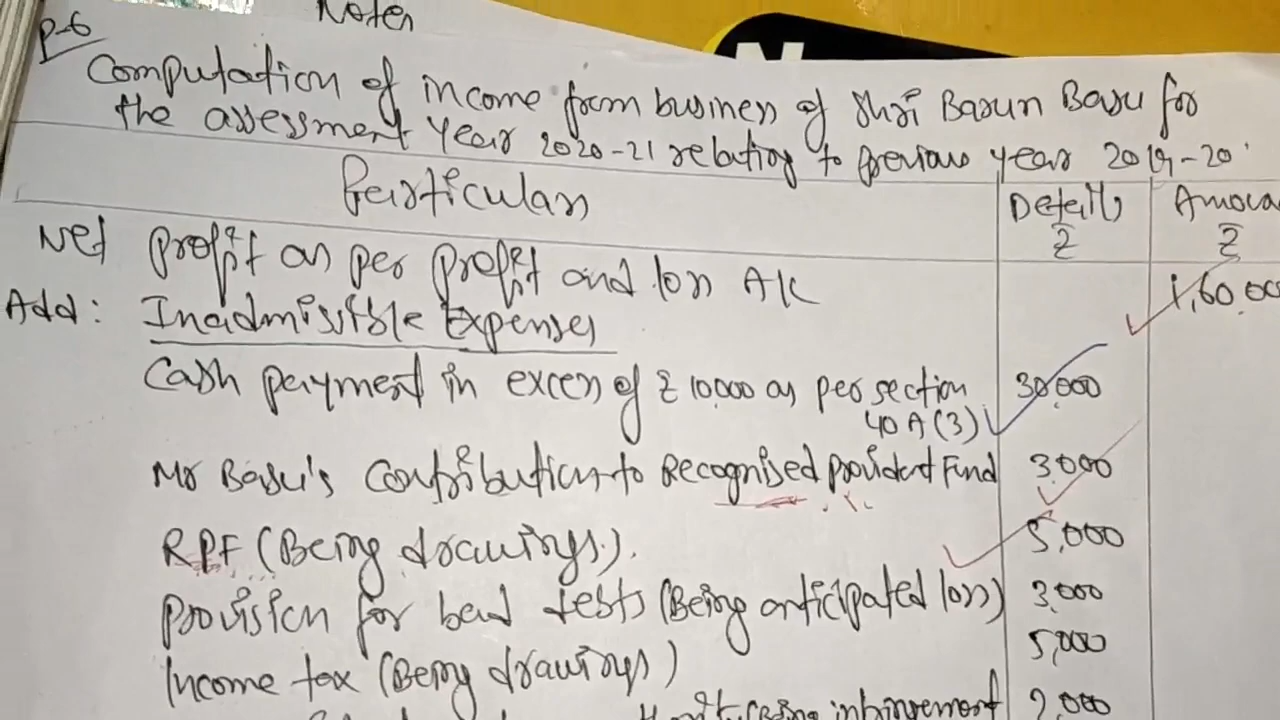 Notes
P-6
Computation of income from business of Shri Basun Basu for
the assessment Year 2020-21 relating to previous year 2019-20
Particulars
Details
₹
₹
Net Profit as per profit and loss A/c
1,60,00
Add: Inadmissible Expenses
Cash payment in excess of ₹ 10,000 as per section 30,000
40 A (3)
Mr Basu's Contribution to Recognised provident Fund 3,000
RPF (Being drawings). 5,000
provision for bad dests (Being anticipated loss) 3,000
Income tax (Being drawings) 5,000
2,000